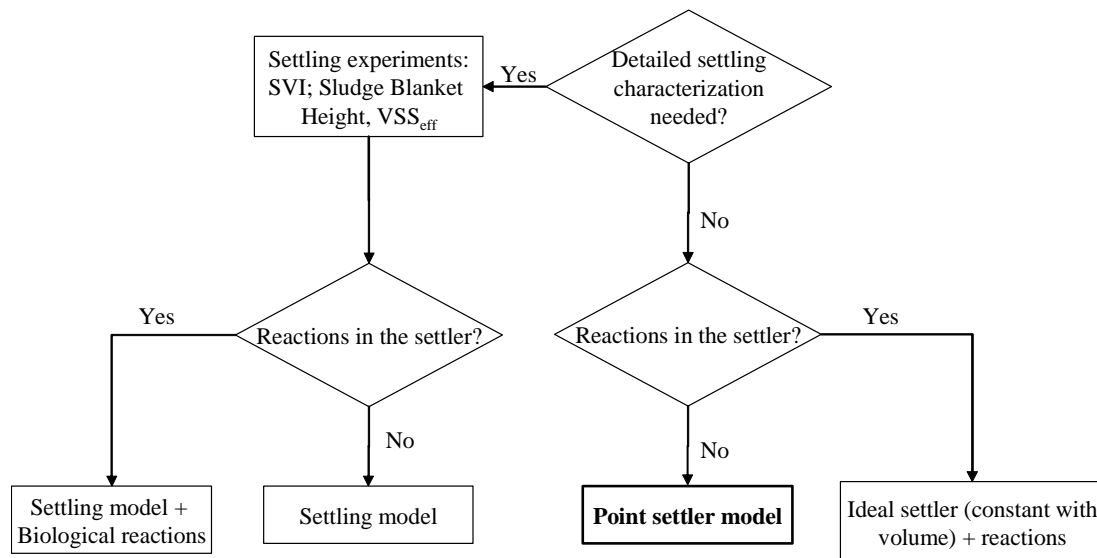 Settling experiments:
SVI; Sludge Blanket
Height, VSSeff
Yes
Detailed settling
characterization
needed?
No
Yes
Reactions in the settler?
No
Reactions in the settler?
Yes
No
Settling model +
Biological reactions
Settling model
Point settler model
Ideal settler (constant with
volume) + reactions